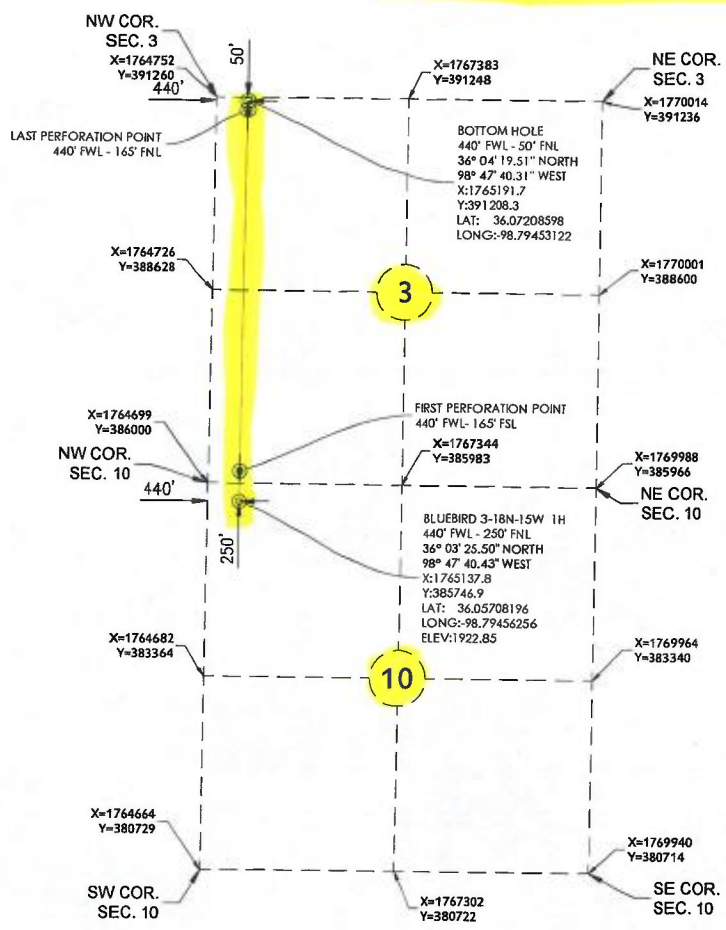 NW COR.
SEC. 3
X=1764752
Y=391260
440'
50'
X=1767383
Y=391248
NE COR.
SEC. 3
X=1770014
Y=391236
LAST PERFORATION POINT
440' FWL - 165' FNL
BOTTOM HOLE
440' FWL - 50' FNL
36° 04' 19.51" NORTH
98° 47' 40.31" WEST
X:1765191.7
Y:391208.3
LAT: 36.07208598
LONG:-98.79453122
X=1764726
Y=388628
3
X=1770001
Y=388600
FIRST PERFORATION POINT
440' FWL- 165' FSL
X=1764699
Y=386000
NW COR.
SEC. 10
440'
250'
X=1767344
Y=385983
X=1769988
Y=385966
NE COR.
SEC. 10
BLUEBIRD 3-18N-15W 1H
440' FWL - 250' FNL
36° 03' 25.50" NORTH
98° 47' 40.43" WEST
X:1765137.8
Y:385746.9
LAT: 36.05708196
LONG:-98.79456256
ELEV:1922.85
X=1764682
Y=383364
10
X=1769964
Y=383340
X=1764664
Y=380729
SW COR.
SEC. 10
X=1767302
Y=380722
X=1769940
Y=380714
SE COR.
SEC. 10